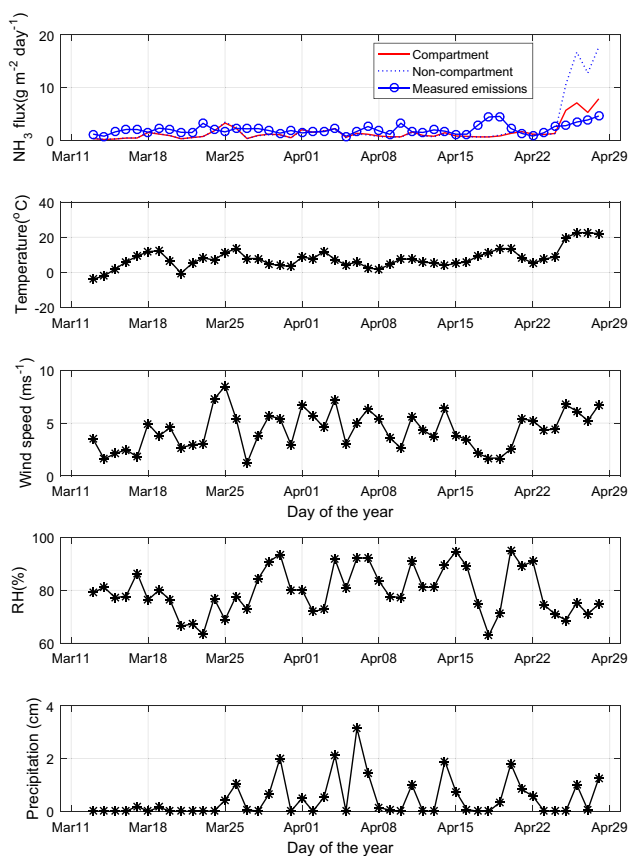 20
10
0
NH3 flux(g m-2 day-1)
Compartment
Non-compartment
Measured emissions
Mar11 Mar18 Mar25 Apr01 Apr08 Apr15 Apr22 Apr29
40
20
0
-20
Temperature(oC)
Mar11 Mar18 Mar25 Apr01 Apr08 Apr15 Apr22 Apr29
10
5
0
Wind speed (ms-1)
Mar11 Mar18 Mar25 Apr01 Apr08 Apr15 Apr22 Apr29
Day of the year
100
80
60
RH(%)
Mar11 Mar18 Mar25 Apr01 Apr08 Apr15 Apr22 Apr29
4
2
0
Precipitation (cm)
Mar11 Mar18 Mar25 Apr01 Apr08 Apr15 Apr22 Apr29
Day of the year